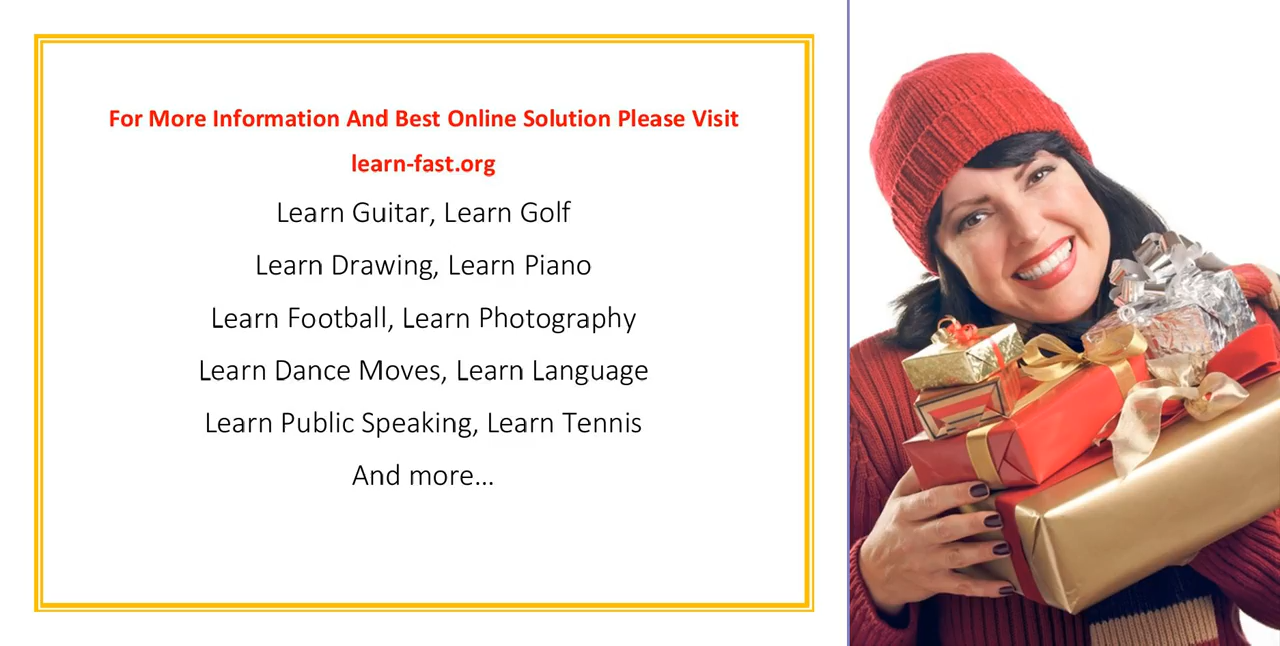 For More Information And Best Online Solution Please Visit
learn-fast.org
Learn Guitar, Learn Golf
Learn Drawing, Learn Piano
Learn Football, Learn Photography
Learn Dance Moves, Learn Language
Learn Public Speaking, Learn Tennis
And more...